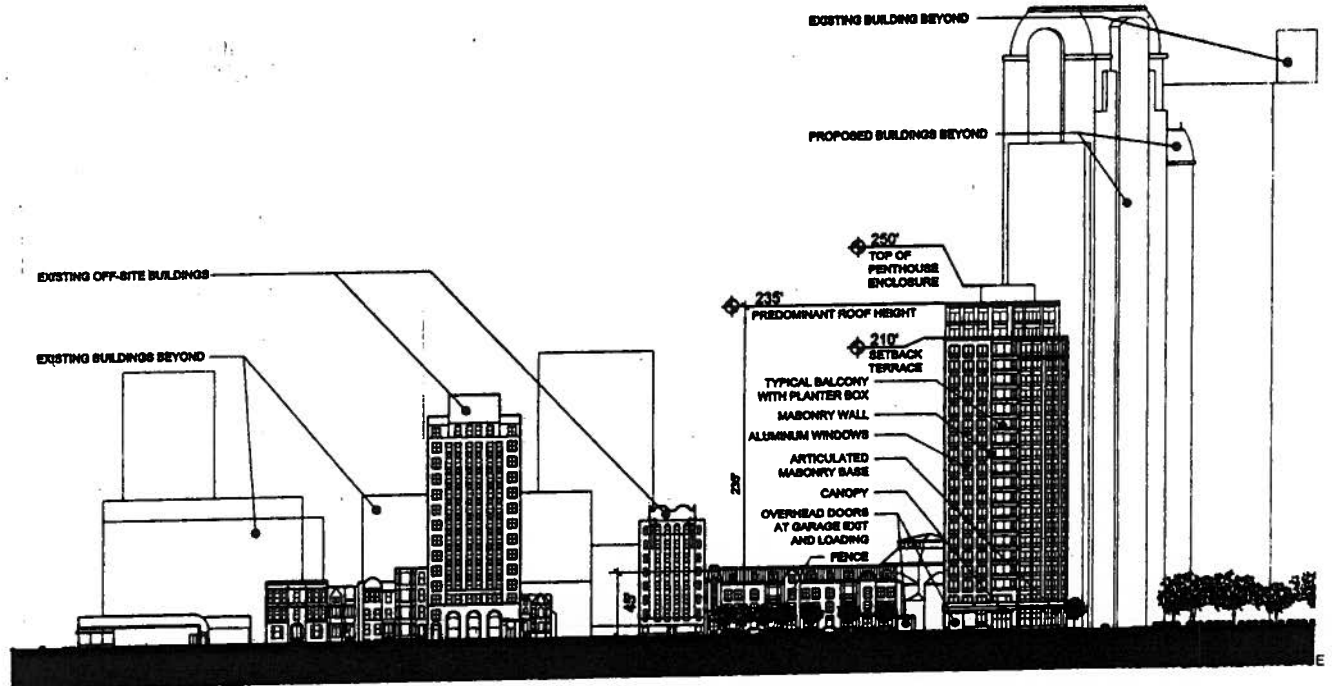 EXISTING BUILDING BEYOND
PROPOSED BUILDINGS BEYOND
250'
TOP OF
PENTHOUSE
ENCLOSURE
EXISTING OFF-SITE BUILDINGS
235'
PREDOMINANT ROOF HEIGHT
210'
SETBACK
TERRACE
EXISTING BUILDINGS BEYOND
TYPICAL BALCONY
WITH PLANTER BOX
MASONRY WALL
ALUMINUM WINDOWS
ARTICULATED
MASONRY BASE
235'
CANOPY
OVERHEAD DOORS
AT GARAGE EXIT
AND LOADING
FENCE
45'
E